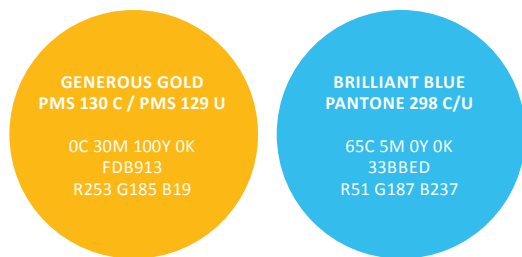 GENEROUS GOLD
PMS 130 C / PMS 129 U
0C 30M 100Y 0K
FDB913
R253 G185 B19
BRILLIANT BLUE
PANTONE 298 C/U
65C 5M 0Y 0K
33BBED
R51 G187 B237